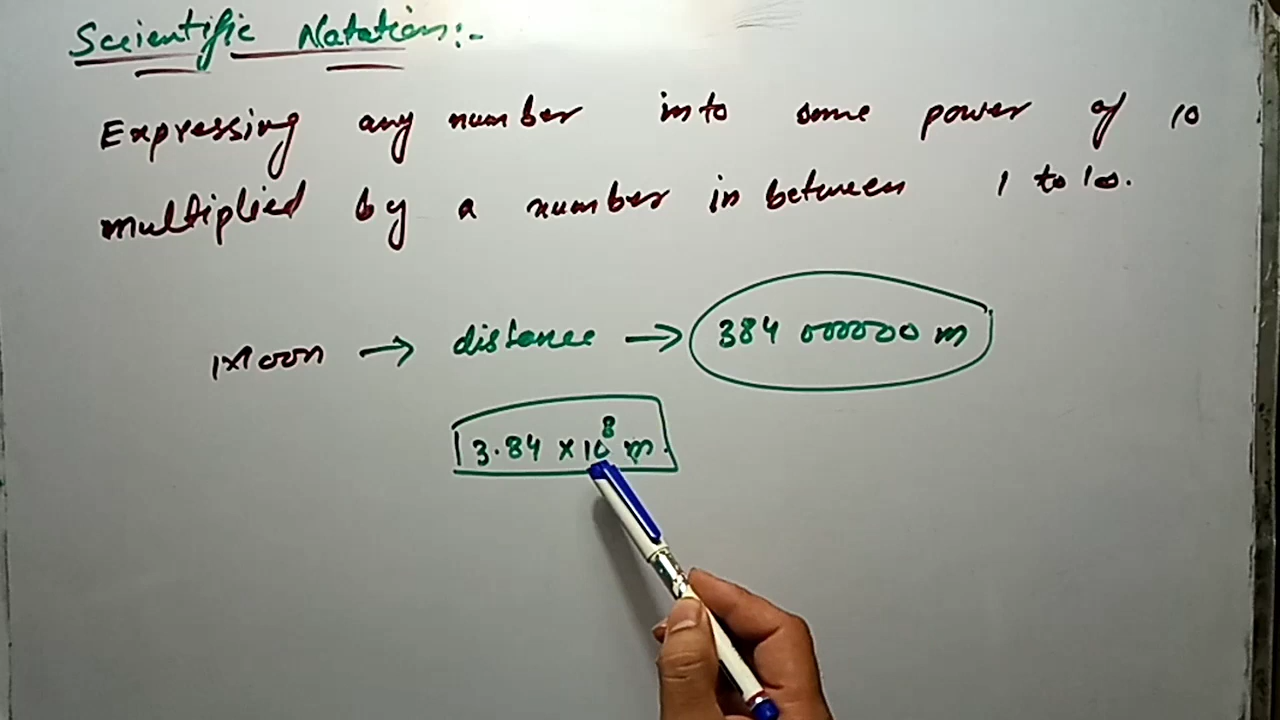 Scientific Notation:-
Expressing any number into some power of 10
multiplied by a number in between 1 to 10.
Moon → distance → 384 000000 m
3.84 × 10⁸ m.